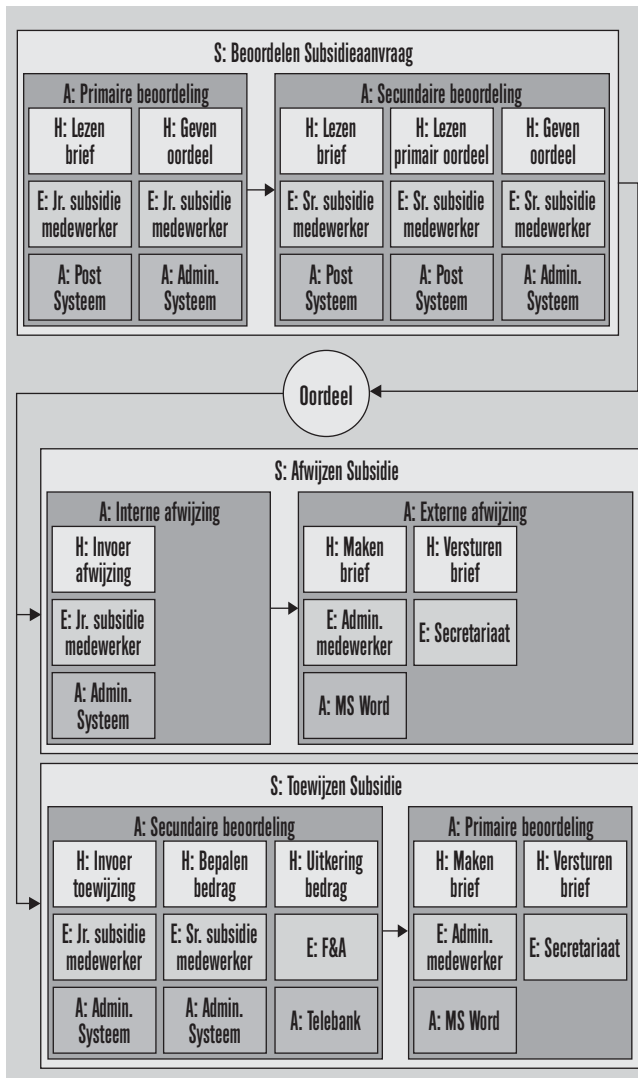 S: Beoordelen Subsidieaanvraag
A: Primaire beoordeling
H: Lezen
brief
H: Geven
oordeel
E: Jr. subsidie
medewerker
E: Jr. subsidie
medewerker
A: Post
Systeem
A: Admin.
Systeem
A: Secundaire beoordeling
H: Lezen
brief
H: Lezen
primair oordeel
H: Geven
oordeel
E: Sr. subsidie
medewerker
E: Sr. subsidie
medewerker
E: Sr. subsidie
medewerker
A: Post
Systeem
A: Post
Systeem
A: Admin.
Systeem
Oordeel
S: Afwijzen Subsidie
A: Interne afwijzing
H: Invoer
afwijzing
E: Jr. subsidie
medewerker
A: Admin.
Systeem
A: Externe afwijzing
H: Maken
brief
H: Versturen
brief
E: Admin.
medewerker
E: Secretariaat
A: MS Word
S: Toewijzen Subsidie
A: Secundaire beoordeling
H: Invoer
toewijzing
H: Bepalen
bedrag
H: Uitkering
bedrag
E: Jr. subsidie
medewerker
E: Sr. subsidie
medewerker
E: F&A
A: Admin.
Systeem
A: Admin.
Systeem
A: Telebank
A: Primaire beoordeling
H: Maken
brief
H: Versturen
brief
E: Admin.
medewerker
E: Secretariaat
A: MS Word